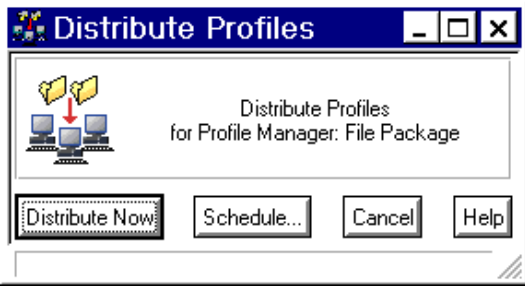 Distribute Profiles
Distribute Profiles
for Profile Manager: File Package
Distribute Now Schedule... Cancel Help